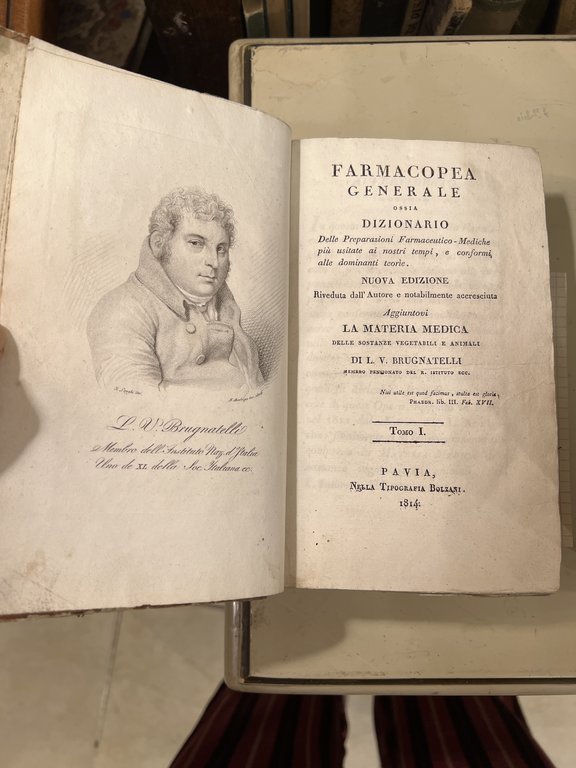 L. V. Brugnatelli
Membro dell'Instituto Naz. d'Italia
Uno de XL della Soc. Italiana ec.
FARMACOPEA
GENERALE
OSSIA
DIZIONARIO
Delle Preparazioni Farmaceutico-Mediche
più usitate ai nostri tempi, e conformi
alle dominanti teorie.
NUOVA EDIZIONE
Riveduta dall'Autore e notabilmente accresciuta
Aggiuntovi
LA MATERIA MEDICA
DELLE SOSTANZE VEGETABILI E ANIMALI
DI L. V. BRUGNATELLI
MEMBRO PENSIONATO DEL R. ISTITUTO ECC.
Nisi utile est quod facimus, stulta est gloria.
PHAEDR. lib. III. Fab. XVII.
TOMO I.
PAVIA,
NELLA TIPOGRAFIA BOLZANI.
1814.